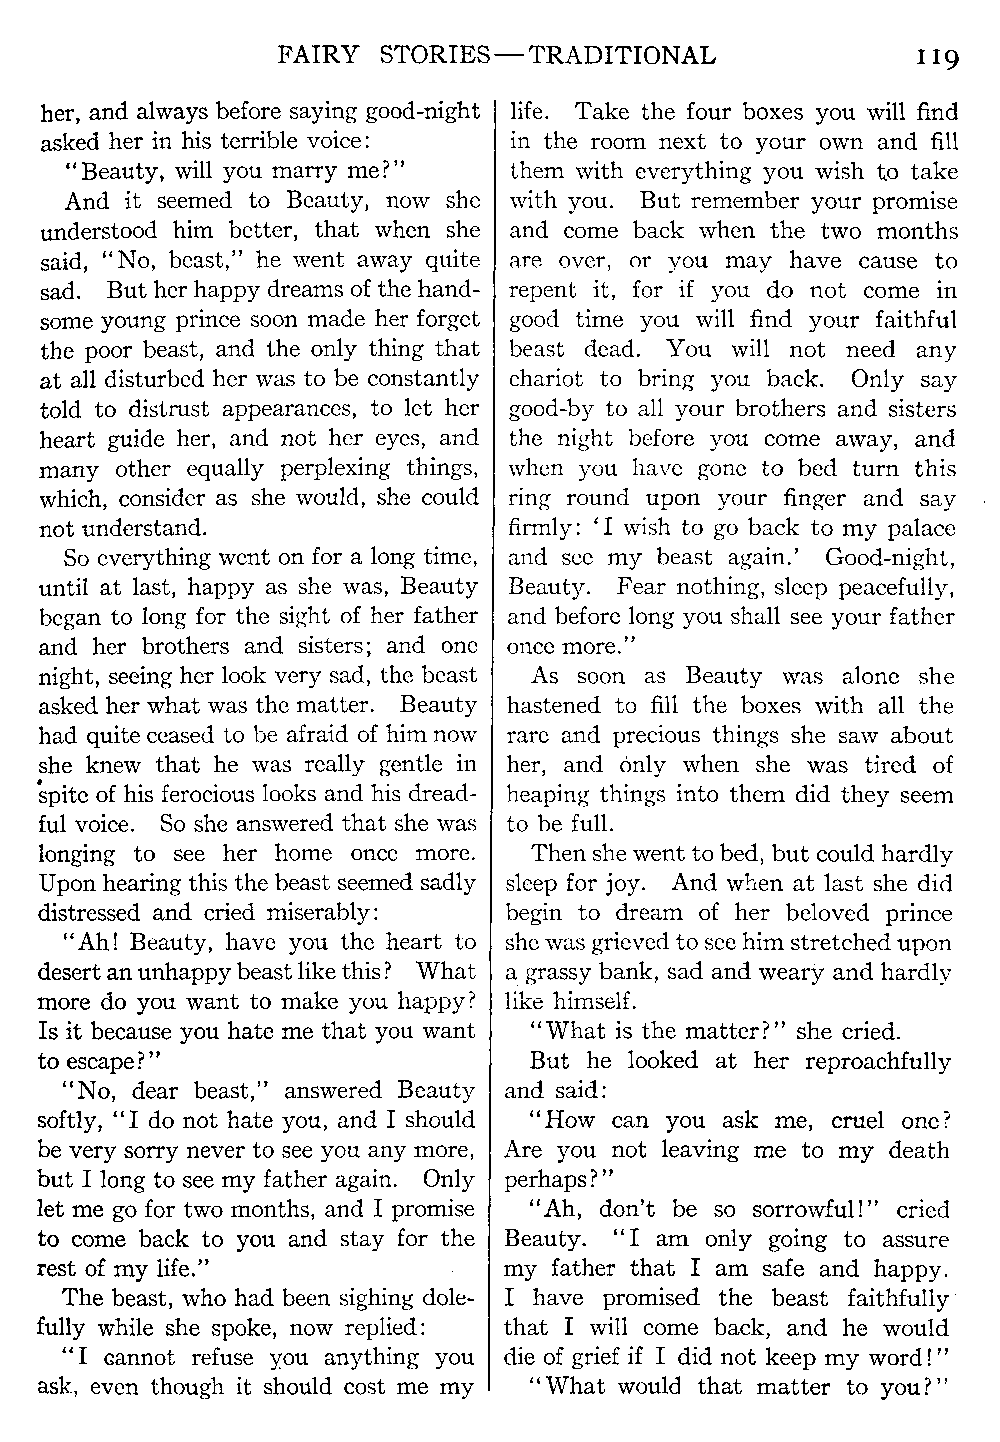 FAIRY STORIES—TRADITIONAL 119
her, and always before saying good-night
asked her in his terrible voice:
"Beauty, will you marry me?"
And it seemed to Beauty, now she
understood him better, that when she
said, "No, beast," he went away quite
sad. But her happy dreams of the hand-
some young prince soon made her forget
the poor beast, and the only thing that
at all disturbed her was to be constantly
told to distrust appearances, to let her
heart guide her, and not her eyes, and
many other equally perplexing things,
which, consider as she would, she could
not understand.
So everything went on for a long time,
until at last, happy as she was, Beauty
began to long for the sight of her father
and her brothers and sisters; and one
night, seeing her look very sad, the beast
asked her what was the matter. Beauty
had quite ceased to be afraid of him now
she knew that he was really gentle in
spite of his ferocious looks and his dread-
ful voice. So she answered that she was
longing to see her home once more.
Upon hearing this the beast seemed sadly
distressed and cried miserably:
"Ah! Beauty, have you the heart to
desert an unhappy beast like this? What
more do you want to make you happy?
Is it because you hate me that you want
to escape?"
"No, dear beast," answered Beauty
softly, "I do not hate you, and I should
be very sorry never to see you any more,
but I long to see my father again. Only
let me go for two months, and I promise
to come back to you and stay for the
rest of my life."
The beast, who had been sighing dole-
fully while she spoke, now replied:
"I cannot refuse you anything you
ask, even though it should cost me my
life. Take the four boxes you will find
in the room next to your own and fill
them with everything you wish to take
with you. But remember your promise
and come back when the two months
are over, or you may have cause to
repent it, for if you do not come in
good time you will find your faithful
beast dead. You will not need any
chariot to bring you back. Only say
good-by to all your brothers and sisters
the night before you come away, and
when you have gone to bed turn this
ring round upon your finger and say
firmly: 'I wish to go back to my palace
and see my beast again.' Good-night,
Beauty. Fear nothing, sleep peacefully,
and before long you shall see your father
once more."
As soon as Beauty was alone she
hastened to fill the boxes with all the
rare and precious things she saw about
her, and only when she was tired of
heaping things into them did they seem
to be full.
Then she went to bed, but could hardly
sleep for joy. And when at last she did
begin to dream of her beloved prince
she was grieved to see him stretched upon
a grassy bank, sad and weary and hardly
like himself.
"What is the matter?" she cried.
But he looked at her reproachfully
and said:
"How can you ask me, cruel one?
Are you not leaving me to my death
perhaps?"
"Ah, don't be so sorrowful!" cried
Beauty. "I am only going to assure
my father that I am safe and happy.
I have promised the beast faithfully
that I will come back, and he would
die of grief if I did not keep my word!"
"What would that matter to you?"